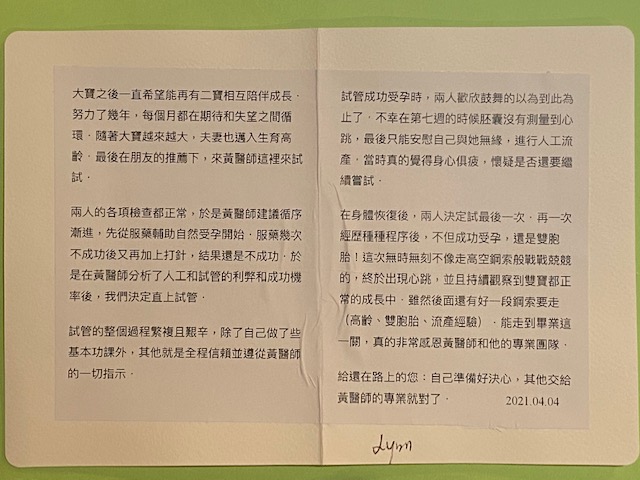 大寶之後一直希望能再有二寶相互陪伴成長．
努力了幾年，每個月都在期待和失望之間循
環．隨著大寶越來越大，夫妻也邁入生育高
齡．最後在朋友的推薦下，來黃醫師這裡來試
試．
兩人的各項檢查都正常，於是黃醫師建議循序
漸進，先從服藥輔助自然受孕開始．服藥幾次
不成功後又再加上打針，結果還是不成功．於
是在黃醫師分析了人工和試管的利弊和成功機
率後，我們決定直上試管．
試管的整個過程繁複且艱辛，除了自己做了些
基本功課外，其他就是全程信賴並遵從黃醫師
的一切指示．
試管成功受孕時，兩人歡欣鼓舞的以為到此為
止了．不幸在第七週的時候胚囊沒有測量到心
跳，最後只能安慰自己與她無緣，進行人工流
產．當時真的覺得身心俱疲，懷疑是否還要繼
續嘗試．
在身體恢復後，兩人決定試最後一次．再一次
經歷種種程序後，不但成功受孕，還是雙胞
胎！這次無時無刻不像走高空鋼索般戰戰兢兢
的，終於出現心跳，並且持續觀察到雙寶都正
常的成長中．雖然後面還有好一段鋼索要走
（高齡、雙胞胎、流產經驗）．能走到畢業這
一關，真的非常感恩黃醫師和他的專業團隊．
給還在路上的您：自己準備好決心，其他交給
黃醫師的專業就對了． 2021.04.04
Lynn